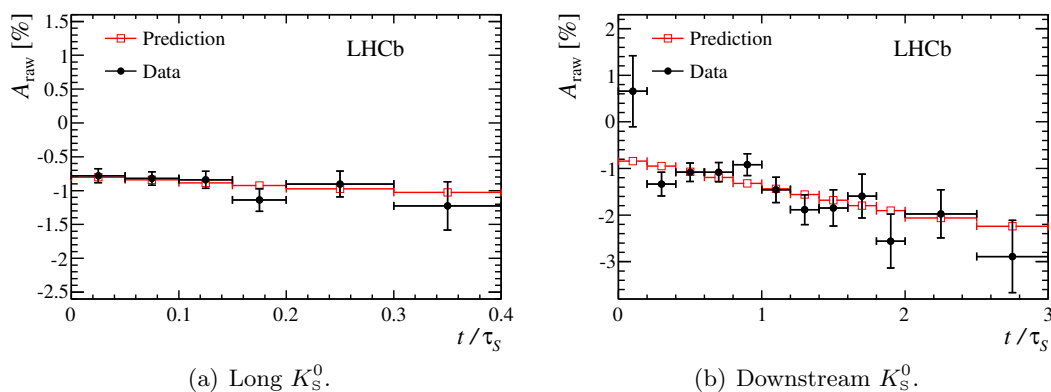 A_raw [%]
1.5
1
0.5
0
-0.5
-1
-1.5
-2
-2.5
Prediction
Data
LHCb
0 0.1 0.2 0.3 0.4
t / τ_S
(a) Long K^0_S.
A_raw [%]
2
1
0
-1
-2
-3
Prediction
Data
LHCb
0 1 2 3
t / τ_S
(b) Downstream K^0_S.